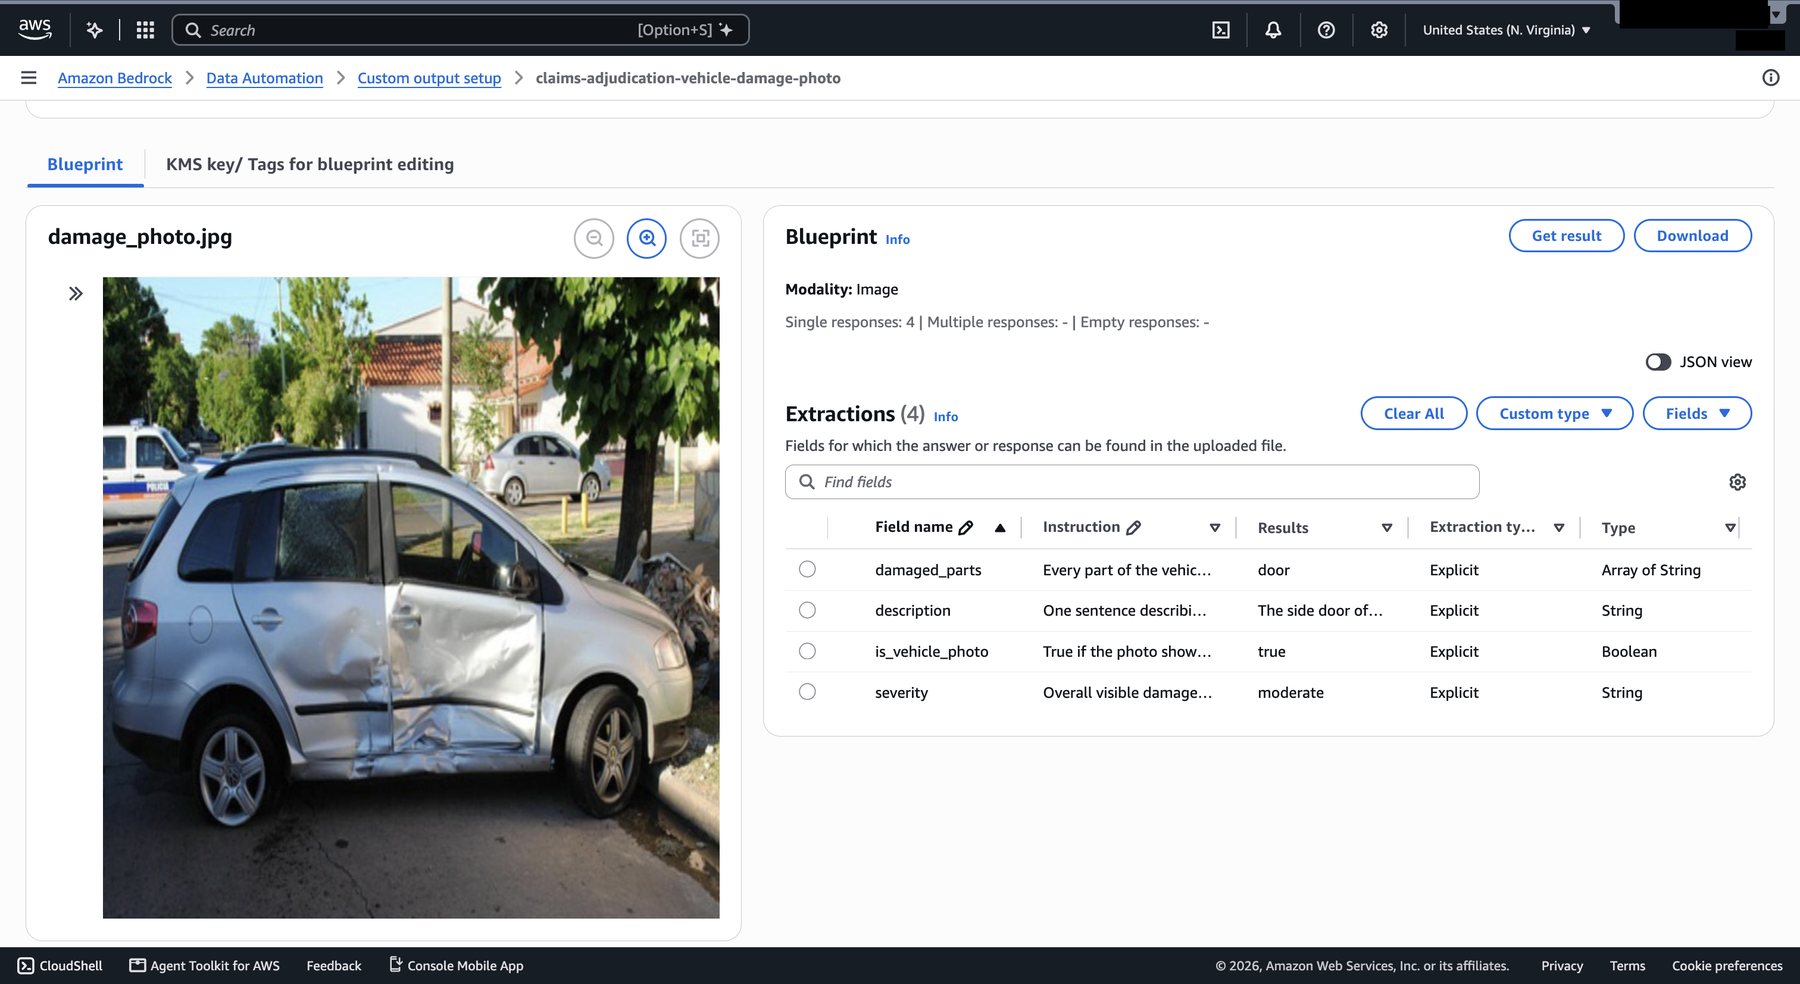 aws
Search [Option+S]
United States (N. Virginia)
Amazon Bedrock
Data Automation
Custom output setup
claims-adjudication-vehicle-damage-photo
Blueprint
KMS key/ Tags for blueprint editing
damage_photo.jpg
POLICIA
Blueprint Info
Get result
Download
Modality: Image
Single responses: 4 | Multiple responses: - | Empty responses: -
JSON view
Extractions (4) Info
Clear All
Custom type
Fields
Fields for which the answer or response can be found in the uploaded file.
Find fields
Field name Instruction Results Extraction ty... Type
damaged_parts Every part of the vehic... door Explicit Array of String
description One sentence describi... The side door of... Explicit String
is_vehicle_photo True if the photo show... true Explicit Boolean
severity Overall visible damage... moderate Explicit String
CloudShell
Agent Toolkit for AWS
Feedback
Console Mobile App
© 2026, Amazon Web Services, Inc. or its affiliates.
Privacy
Terms
Cookie preferences